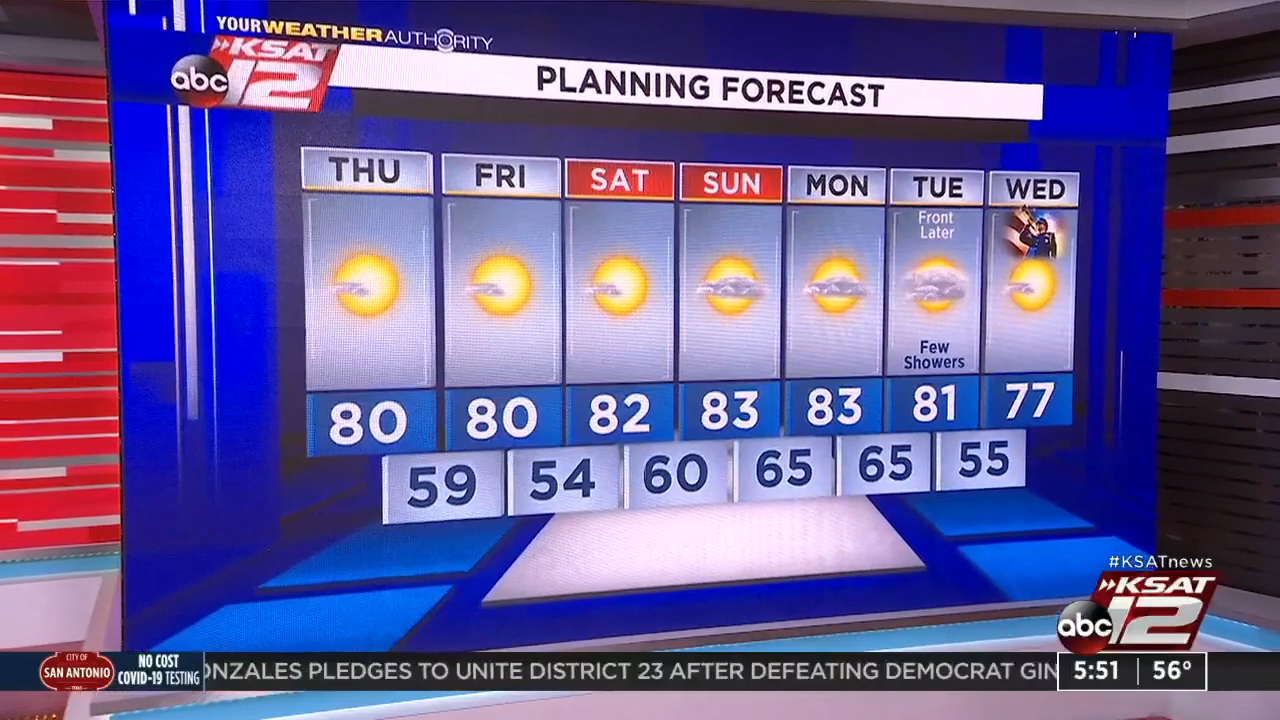 YOUR WEATHER AUTHORITY
abc KSAT 12
PLANNING FORECAST
THU FRI SAT SUN MON TUE WED
Front
Later
Few
Showers
80 80 82 83 83 81 77
59 54 60 65 65 55
#KSATnews
abc KSAT 12
CITY OF
SAN ANTONIO
NO COST
COVID-19 TESTING
ONZALES PLEDGES TO UNITE DISTRICT 23 AFTER DEFEATING DEMOCRAT GIN
5:51 56°